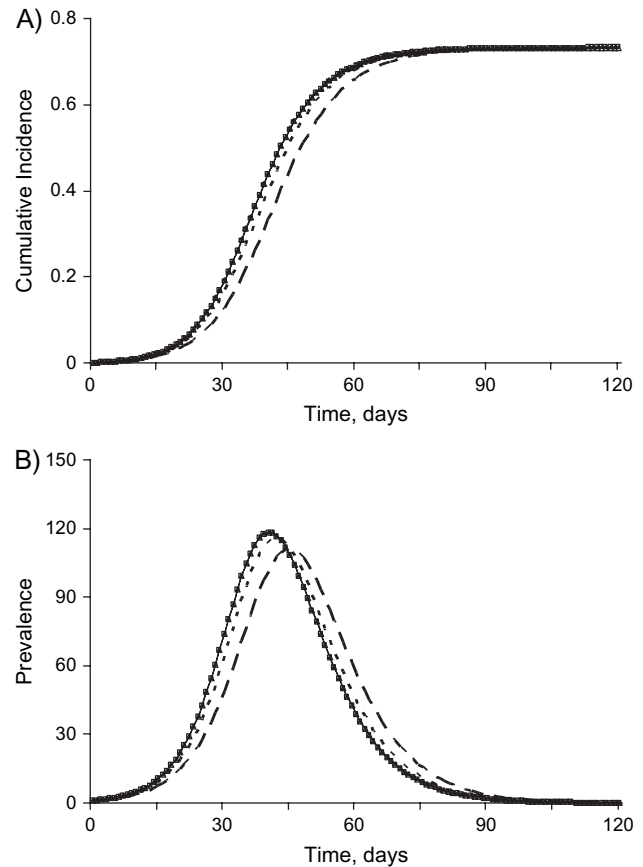 A)
0.8
0.6
0.4
0.2
0
Cumulative Incidence
0 30 60 90 120
Time, days
B)
150
120
90
60
30
0
Prevalence
0 30 60 90 120
Time, days